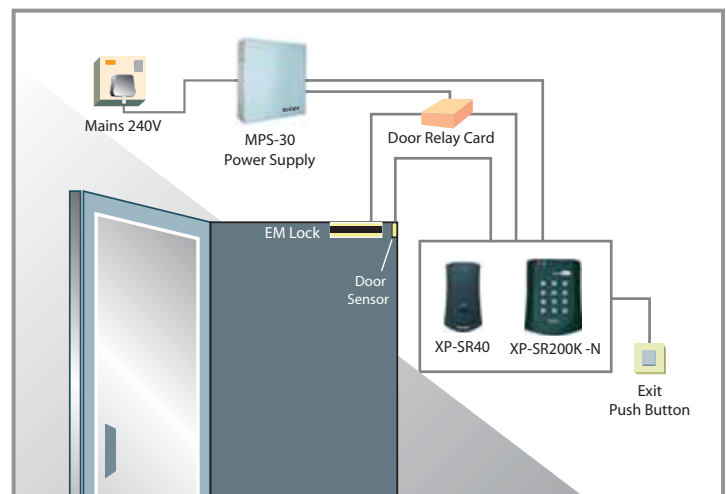 Mains 240V
MPS-30
Power Supply
Door Relay Card
EM Lock
Door
Sensor
XP-SR40
XP-SR200K -N
Exit
Push Button